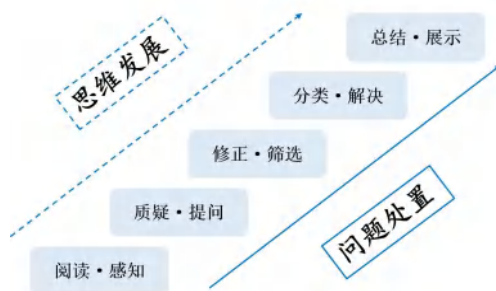 总结·展示
思维发展
分类·解决
修正·筛选
质疑·提问
问题处置
阅读·感知